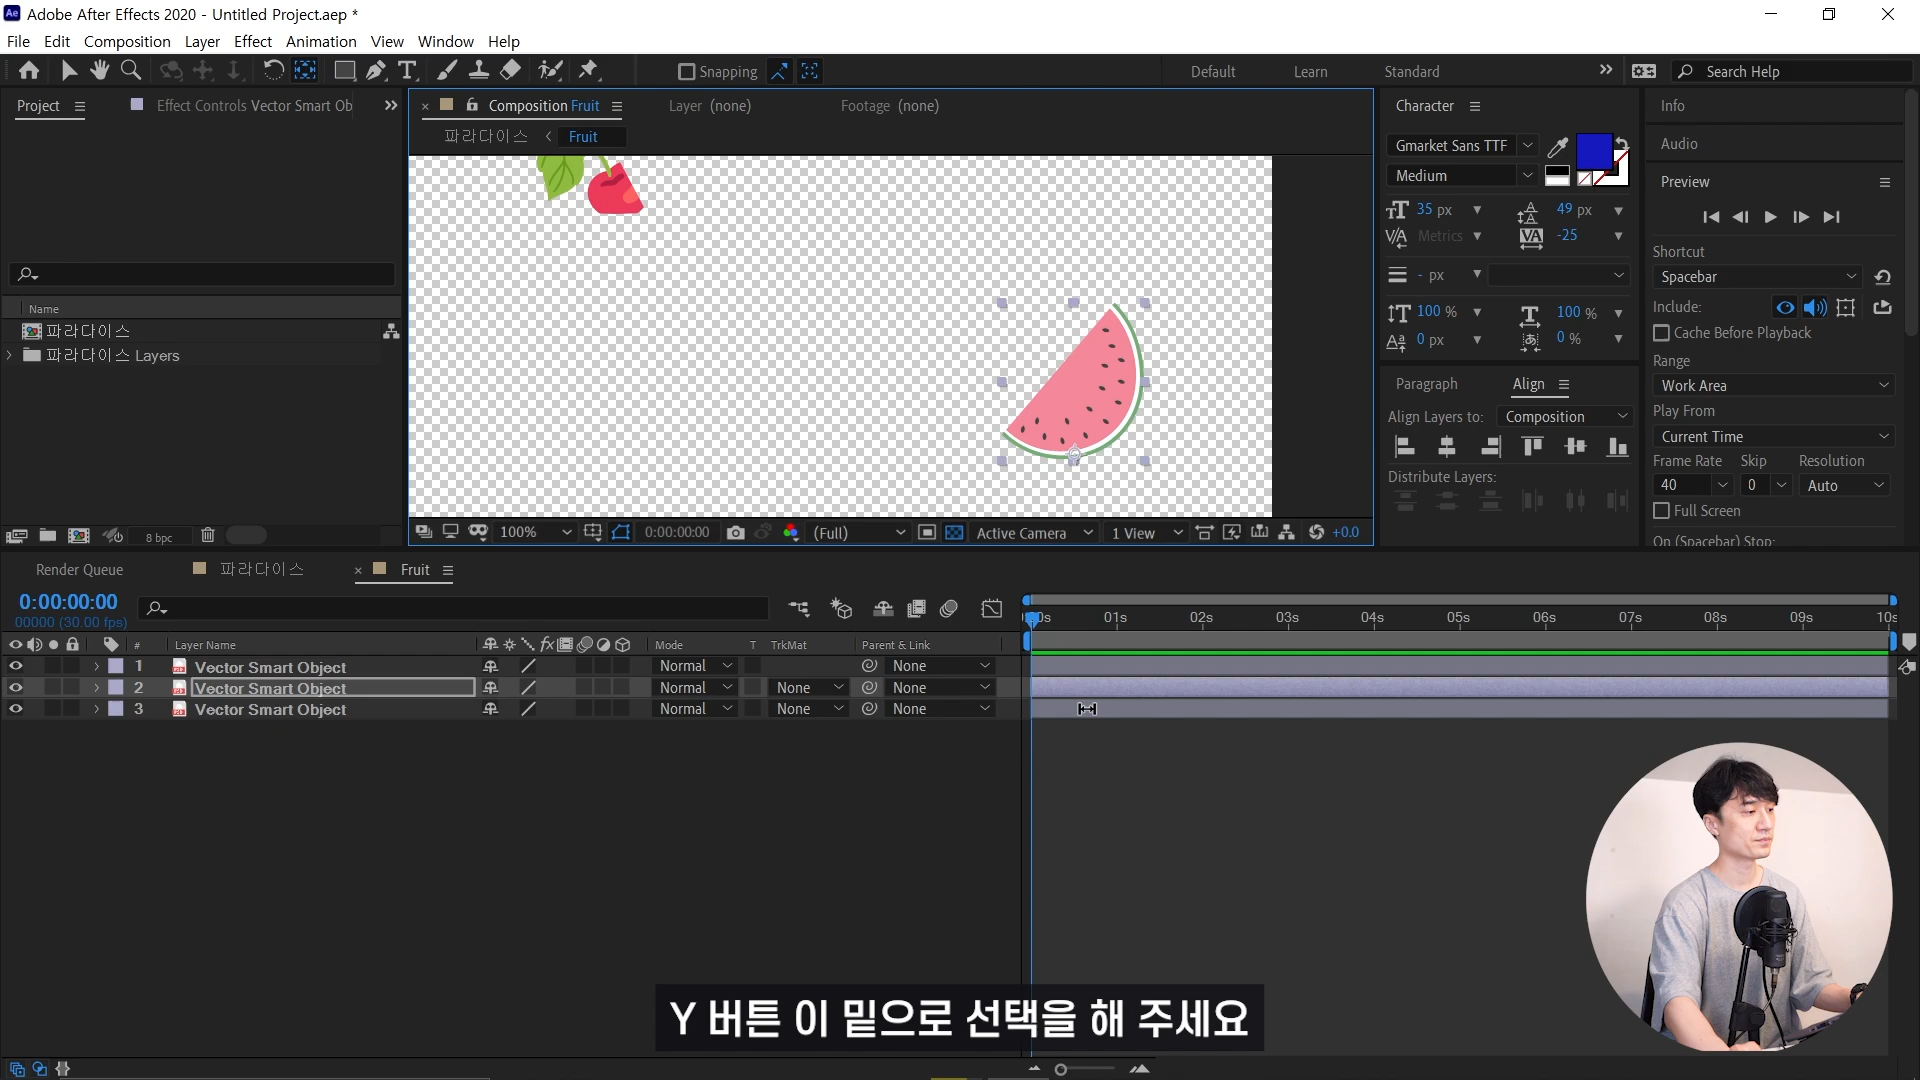 Ae Adobe After Effects 2020 - Untitled Project.aep *
File Edit Composition Layer Effect Animation View Window Help
Snapping
Default Learn Standard
Search Help
Project
Effect Controls Vector Smart Ob
Composition Fruit
Layer (none)
Footage (none)
파라다이스 < Fruit
Name
파라다이스
파라다이스 Layers
8 bpc
100%
0:00:00:00
(Full)
Active Camera
1 View
+0.0
Character
Gmarket Sans TTF
Medium
35 px
49 px
Metrics
-25
- px
100 %
100 %
0 px
0 %
Paragraph
Align
Align Layers to: Composition
Distribute Layers:
Info
Audio
Preview
Shortcut
Spacebar
Include:
Cache Before Playback
Range
Work Area
Play From
Current Time
Frame Rate Skip Resolution
40 0 Auto
Full Screen
On (Spacebar) Stop:
Render Queue
파라다이스
Fruit
0:00:00:00
00000 (30.00 fps)
# Layer Name
Mode T TrkMat Parent & Link
01s 02s 03s 04s 05s 06s 07s 08s 09s
1 Vector Smart Object Normal None
2 Vector Smart Object Normal None None
3 Vector Smart Object Normal None None
Y 버튼 이 밑으로 선택을 해 주세요